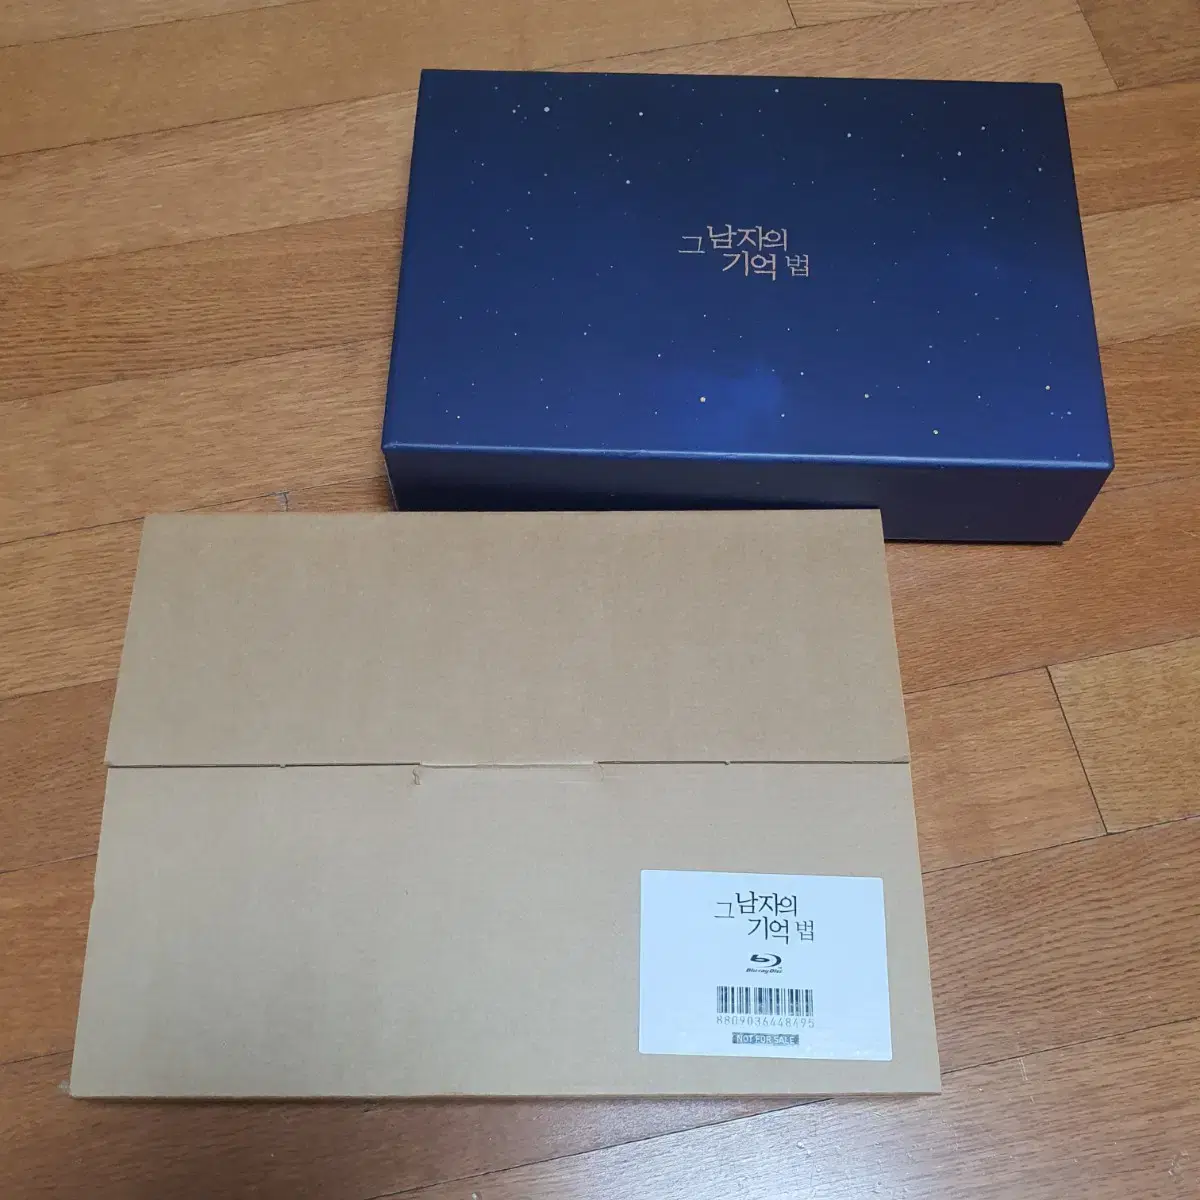 그 남자의
기억 법
그 남자의
기억 법
Blu-ray Disc
8809036448495
NOT FOR SALE